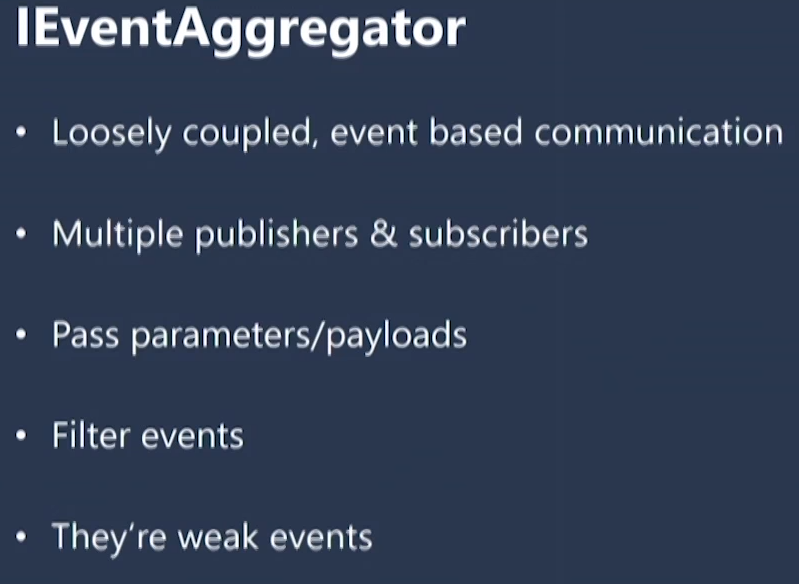 IEventAggregator
• Loosely coupled, event based communication
• Multiple publishers & subscribers
• Pass parameters/payloads
• Filter events
• They're weak events